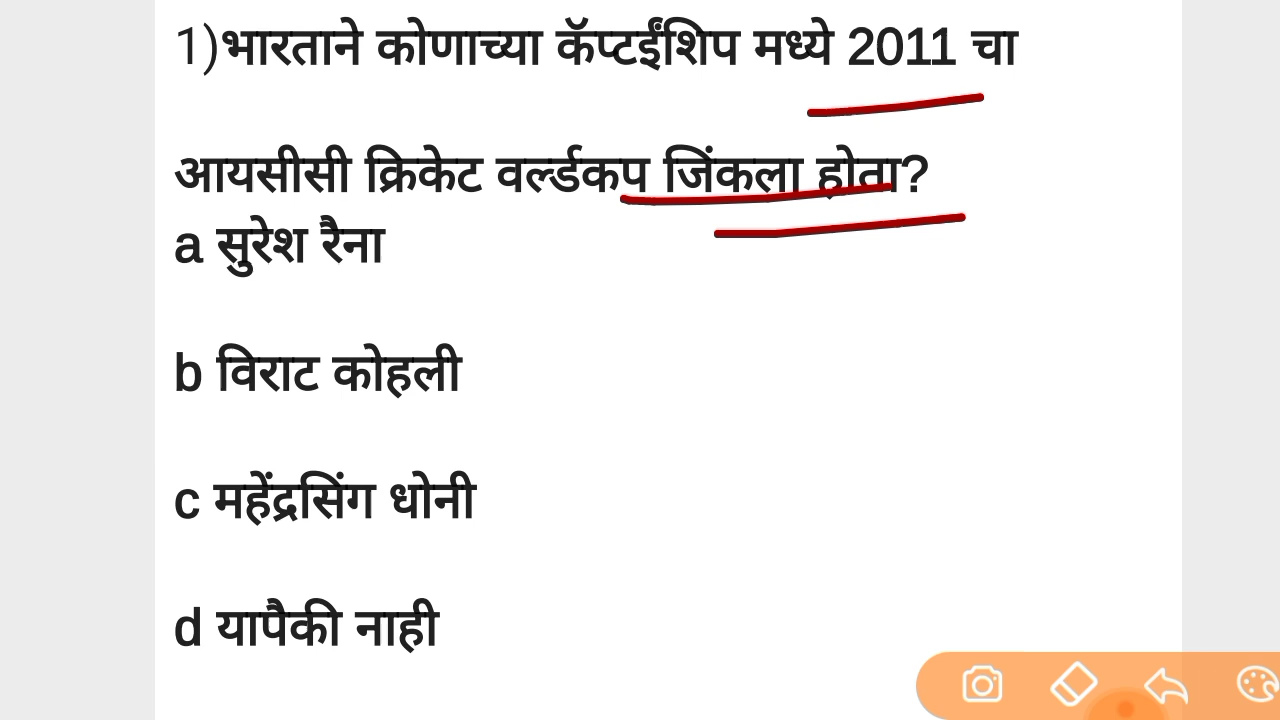 1)भारताने कोणाच्या कॅप्टईंशिप मध्ये 2011 चा
आयसीसी क्रिकेट वर्ल्डकप जिंकला होता?
a सुरेश रैना
b विराट कोहली
c महेंद्रसिंग धोनी
d यापैकी नाही